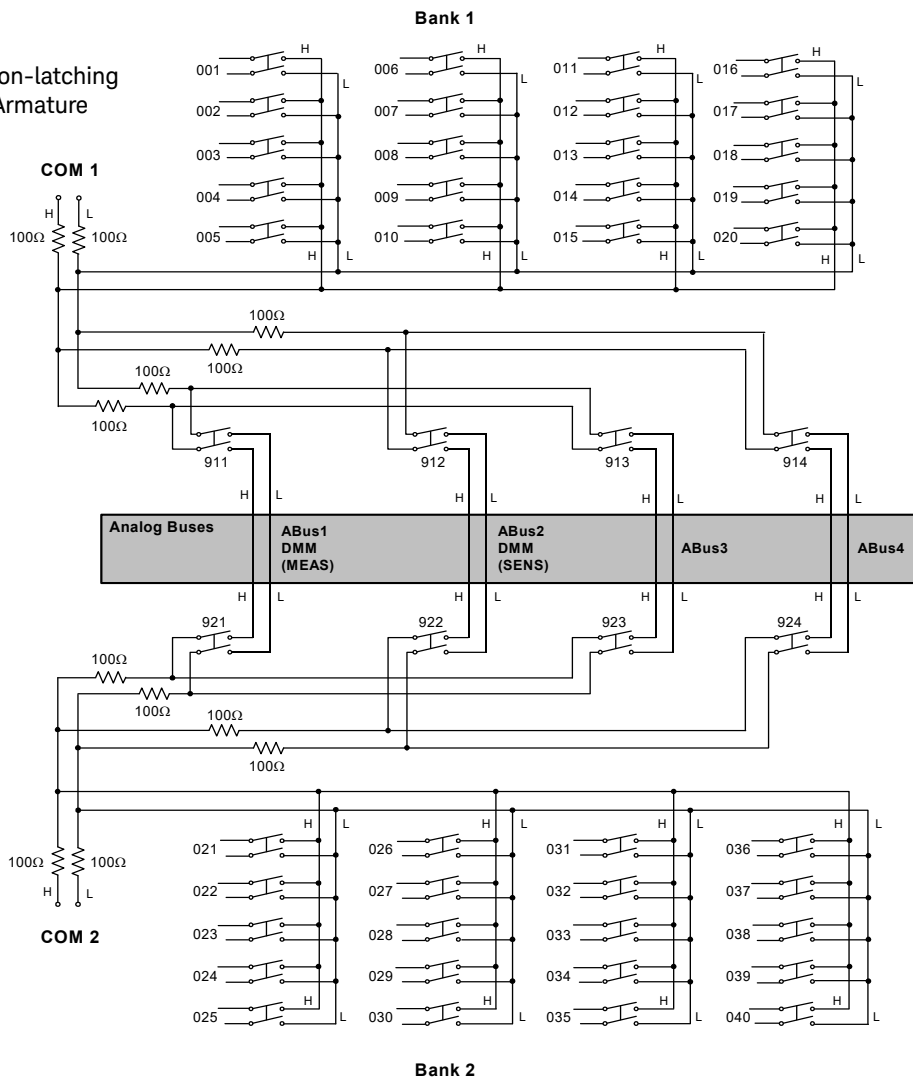 Bank 1
on-latching
Armature
H H H H
001 006 011 016
L L L L
002 007 012 017
003 008 013 018
COM 1
004 009 014 019
H L
005 010 015 020
100Ω 100Ω
H L H L H L H L
100Ω
100Ω
100Ω
100Ω
911 912 913 914
H L H L H L H L
Analog Buses
ABus1
DMM
(MEAS)
ABus2
DMM
(SENS)
ABus3
ABus4
H L H L H L H L
921 922 923 924
100Ω
100Ω
100Ω
100Ω
H L H L H L H L
021 026 031 036
100Ω 100Ω
022 027 032 037
H L
023 028 033 038
COM 2
024 029 034 039
H H H H
025 030 035 040
L L L L
Bank 2